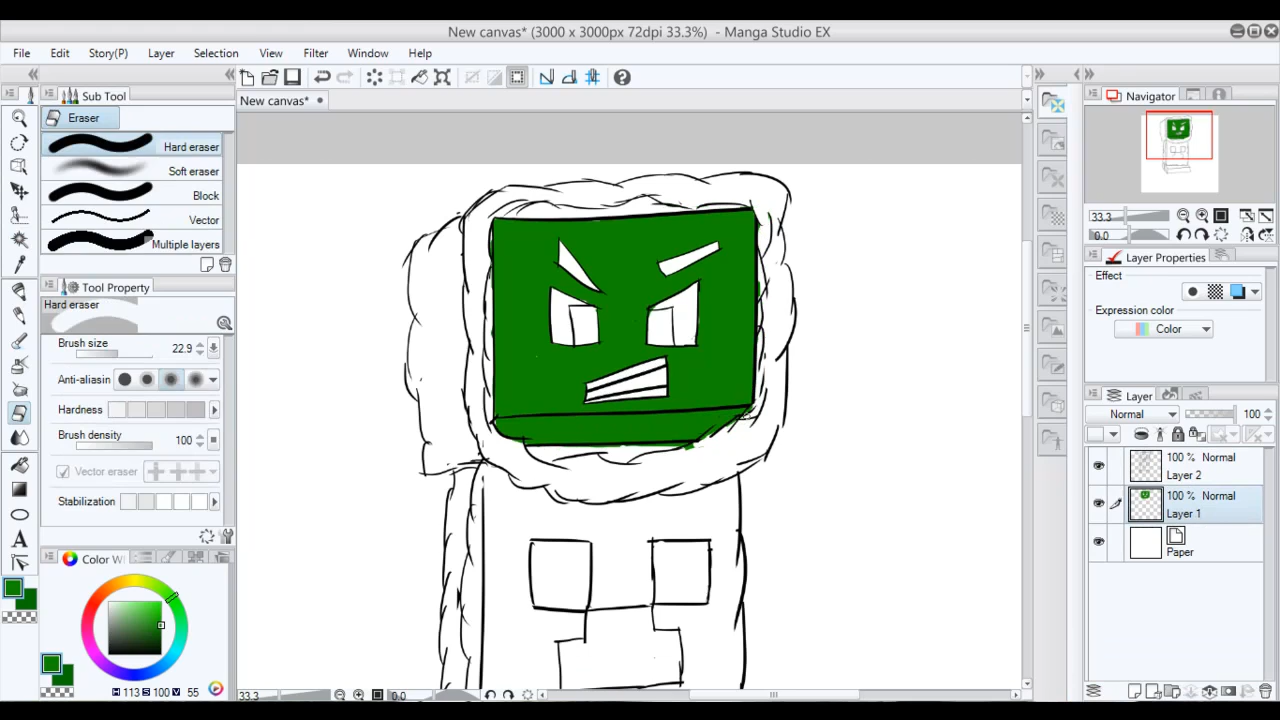 New canvas* (3000 x 3000px 72dpi 33.3%) - Manga Studio EX
File Edit Story(P) Layer Selection View Filter Window Help
Sub Tool
New canvas*
Navigator
Eraser
Hard eraser
Soft eraser
Block
Vector
Multiple layers
33.3
0.0
Tool Property
Hard eraser
Brush size 22.9
Anti-aliasin
Hardness
Brush density 100
Vector eraser
Stabilization
Color W
H 113 S 100 V 55
33.3 0.0
Layer Properties
Effect
Expression color
Color
Layer
Normal 100
100 % Normal
Layer 2
100 % Normal
Layer 1
Paper